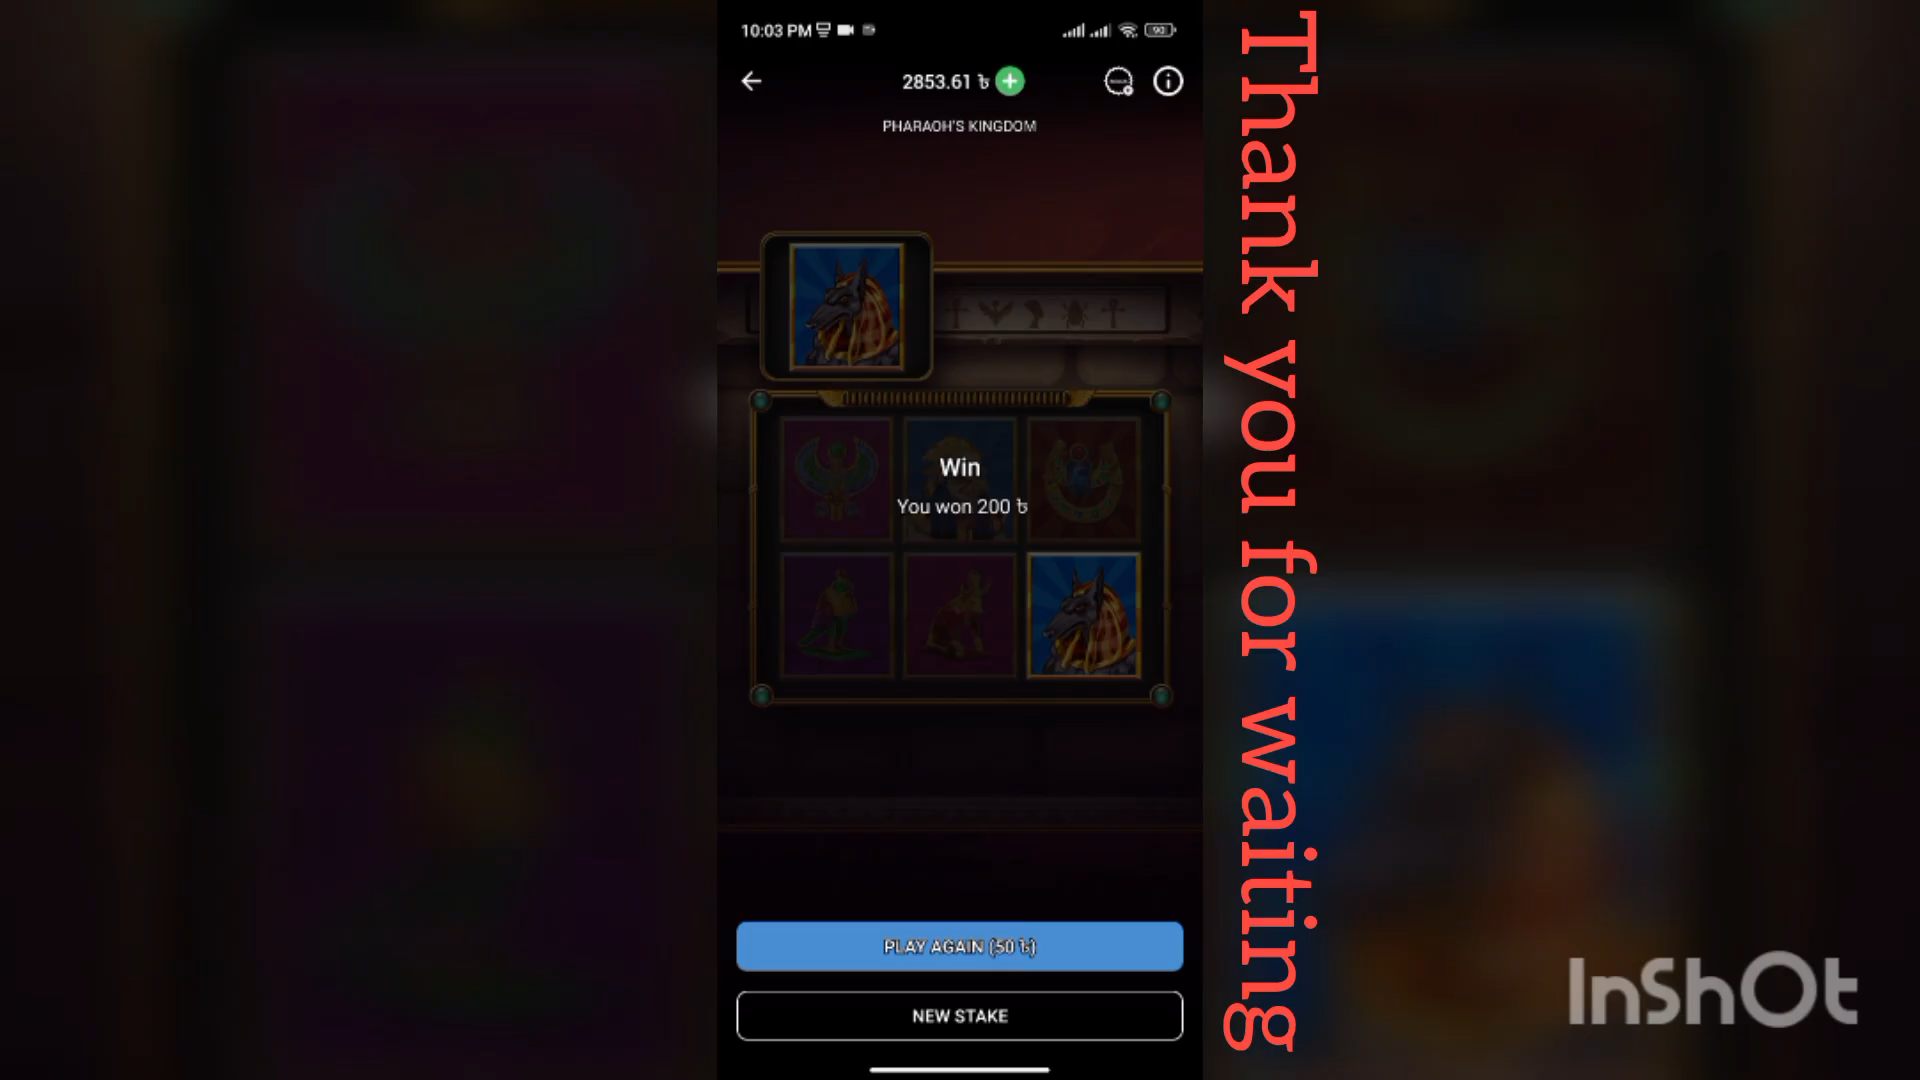 10:03 PM
90
2853.61 ৳
PHARAOH'S KINGDOM
Win
You won 200 ৳
PLAY AGAIN (50 ৳)
NEW STAKE
Thank you for waiting
InShOt